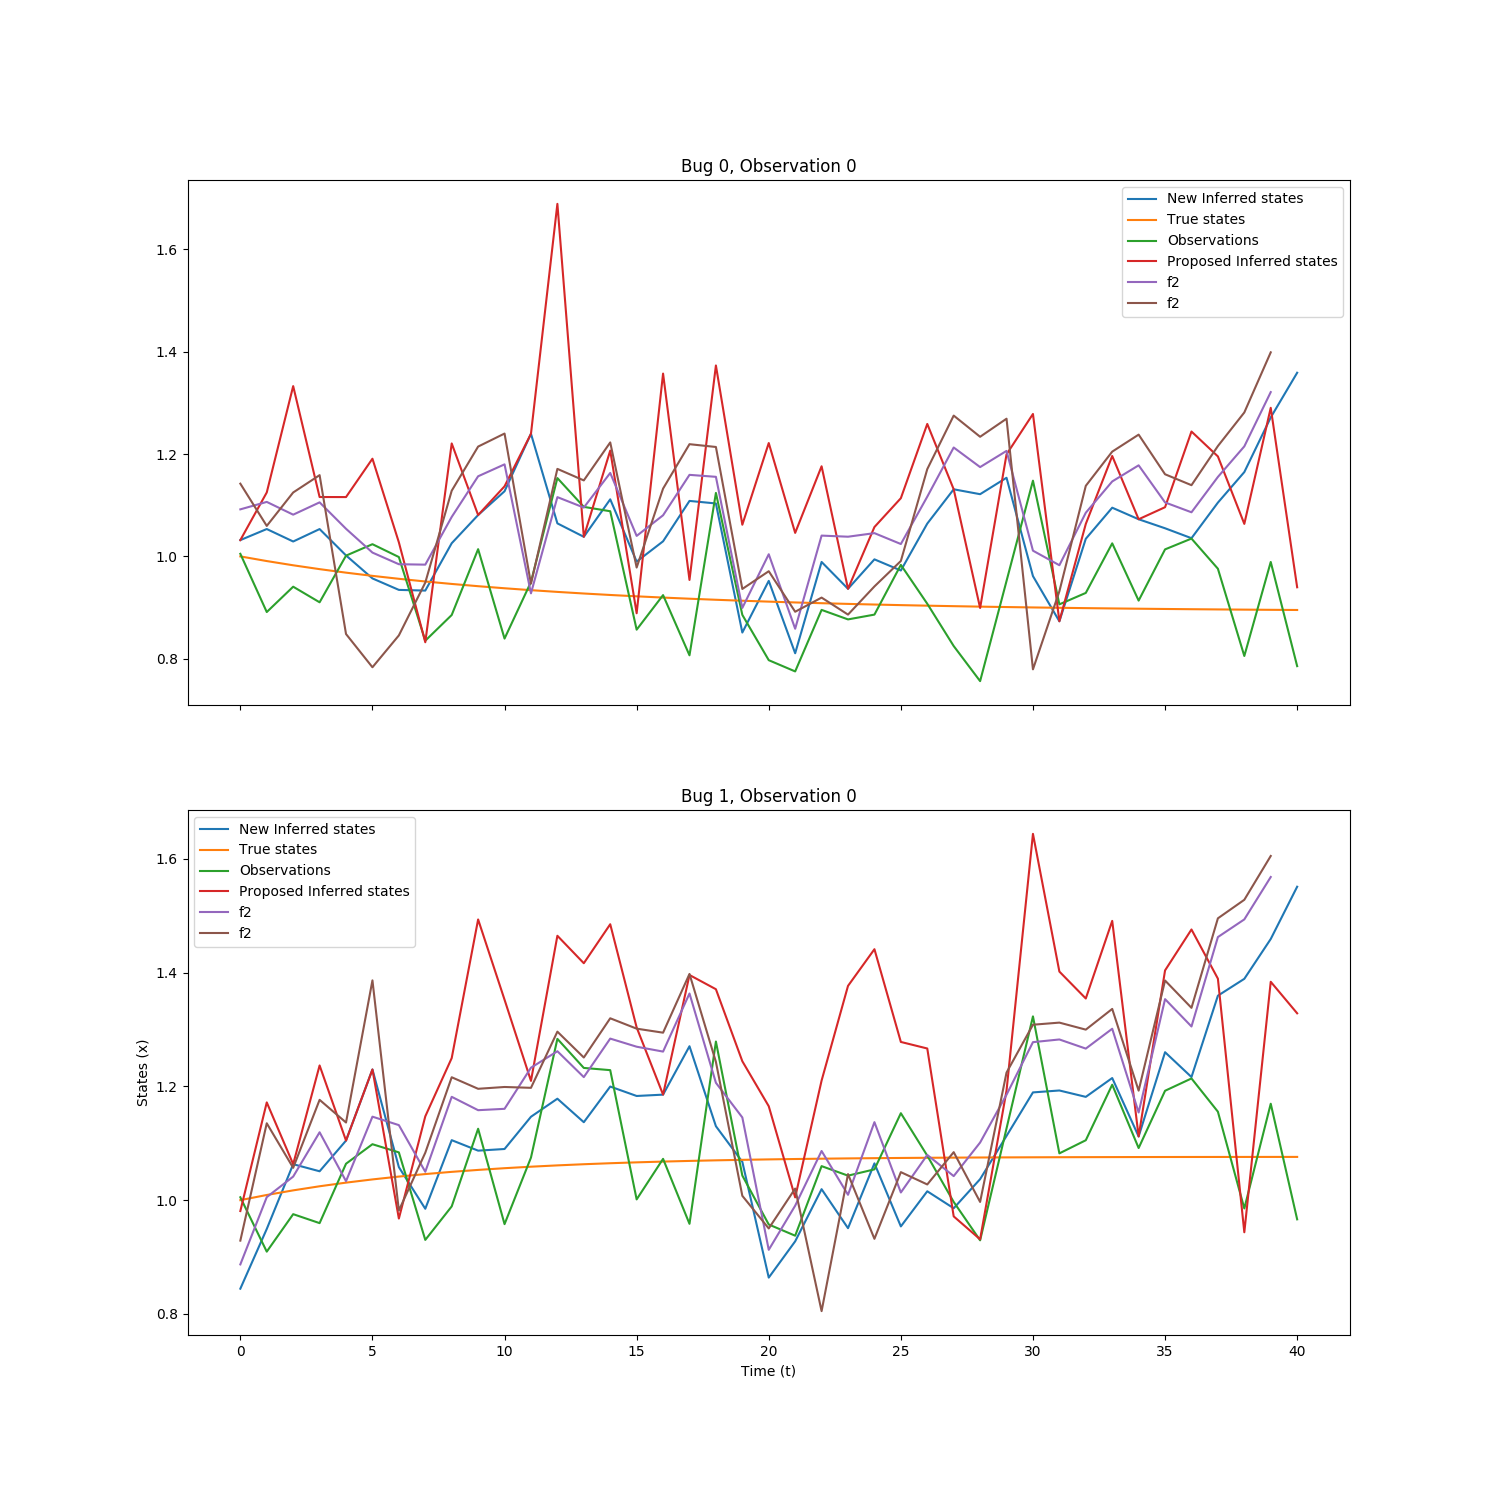 Bug 0, Observation 0
New Inferred states
True states
Observations
Proposed Inferred states
f2
f2
1.6
1.4
1.2
1.0
0.8
Bug 1, Observation 0
New Inferred states
True states
Observations
Proposed Inferred states
f2
f2
1.6
1.4
1.2
1.0
0.8
States (x)
0 5 10 15 20 25 30 35 40
Time (t)